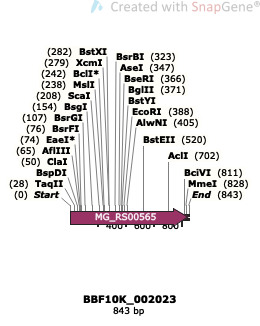 Created with SnapGene®
(282) BstXI
(279) XcmI
(242) BclI*
(238) MslI
(208) ScaI
(154) BsgI
(107) BsrGI
(76) BsrFI
(74) EaeI*
(65) AflIII
(50) ClaI
BspDI
(28) TaqII
(0) Start
BsrBI (323)
AseI (347)
BseRI (366)
BglII (371)
BstYI
EcoRI (388)
AlwNI (405)
BstEII (520)
AciI (702)
BciVI (811)
MmeI (828)
End (843)
MG_RS00565
400 600 800
BBF10K_002023
843 bp